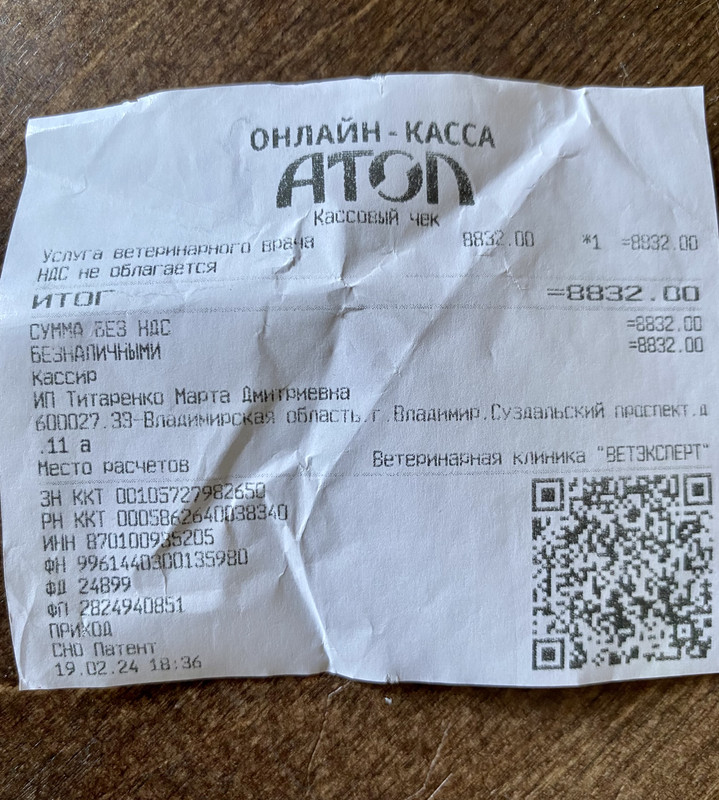 ОНЛАЙН-КАССА
АТОЛ
Кассовый чек
Услуга ветеринарного врача 8832.00 *1 =8832.00
НДС не облагается
ИТОГ =8832.00
СУММА БЕЗ НДС =8832.00
БЕЗНАЛИЧНЫМИ =8832.00
Кассир
ИП Титаренко Марта Дмитриевна
600027.33-Владимирская область.г.Владимир.Суздальский проспект.д
.11 а
Место расчетов Ветеринарная клиника "ВЕТЭКСПЕРТ"
ЗН ККТ 00105727982650
РН ККТ 0005862640038340
ИНН 870100935205
ФН 9961440300135980
ФД 24899
ФП 2824940851
ПРИХОД
СНО Патент
19.02.24 18:36